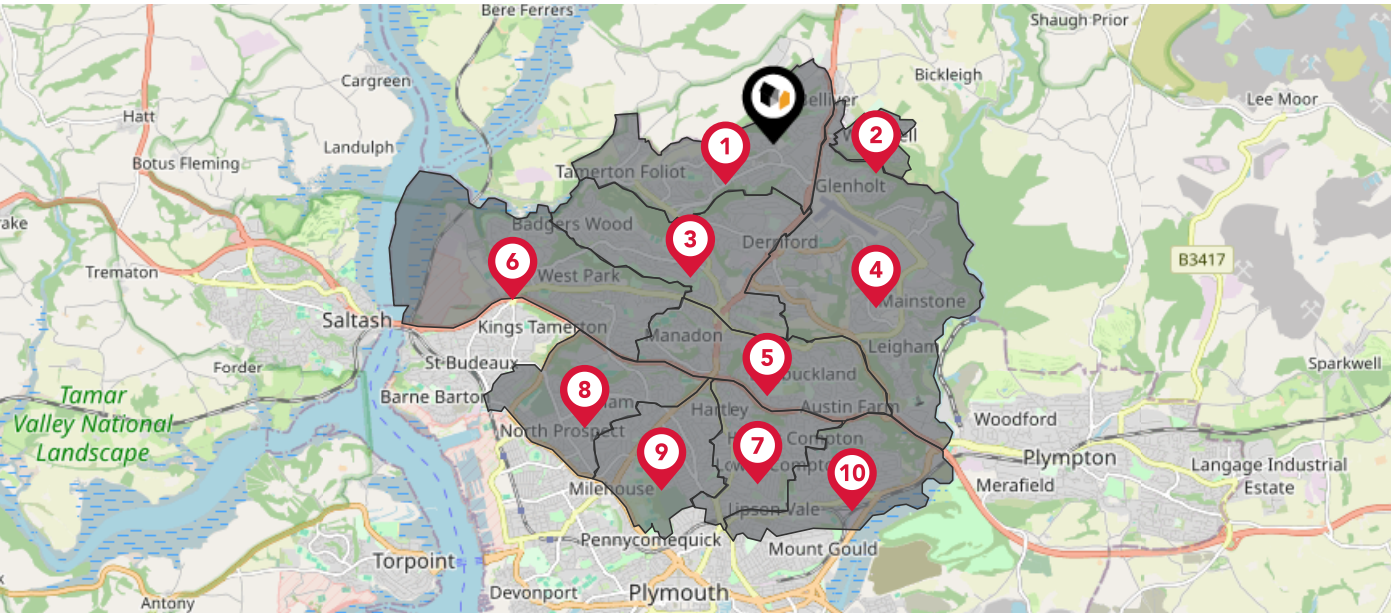 Bere Ferrers
Shaugh Prior
Cargreen
Bickleigh
Lee Moor
Hatt
Landulph
Botus Fleming
1
2
Tamerton Foliot
Glenholt
Badgers Wood
3
Dernford
B3417
6
West Park
4
Trematon
Mainstone
Saltash
Kings Tamerton
Manadon
Leigham
St-Budeaux
5
Forder
Sparkwell
8
Barne Barton
Tamar
Valley National
Landscape
Hartley
Austin Farm
Woodford
North Prospect
9
7
Compton
10
Plympton
Langage Industrial
Estate
Milehouse
Merafield
Lipson Vale
Pennycomequick
Mount Gould
Torpoint
Devonport
Plymouth
Antony